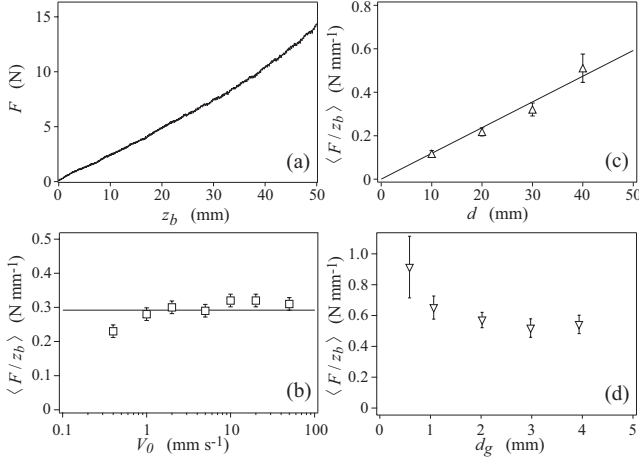 15
10
5
0
F (N)
0 10 20 30 40 50
z_b (mm)
(a)
0.8
0.6
0.4
0.2
0
⟨ F / z_b ⟩ (N mm⁻¹)
0 10 20 30 40 50
d (mm)
(c)
0.5
0.4
0.3
0.2
0.1
0
⟨ F / z_b ⟩ (N mm⁻¹)
0.1 1 10 100
V_0 (mm s⁻¹)
(b)
1.0
0.8
0.6
0.4
0.2
0
⟨ F / z_b ⟩ (N mm⁻¹)
0 1 2 3 4 5
d_g (mm)
(d)